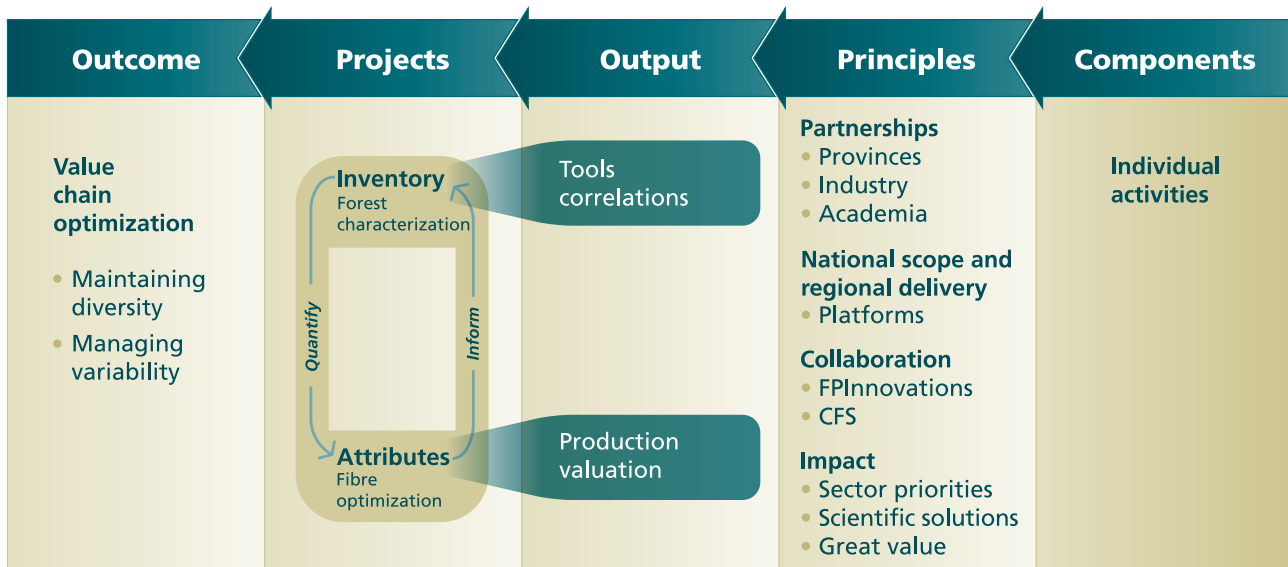 Outcome
Projects
Output
Principles
Components
Value
chain
optimization
• Maintaining
diversity
• Managing
variability
Inventory
Forest
characterization
Quantify
Inform
Attributes
Fibre
optimization
Tools
correlations
Production
valuation
Partnerships
• Provinces
• Industry
• Academia
National scope and
regional delivery
• Platforms
Collaboration
• FPInnovations
• CFS
Impact
• Sector priorities
• Scientific solutions
• Great value
Individual
activities